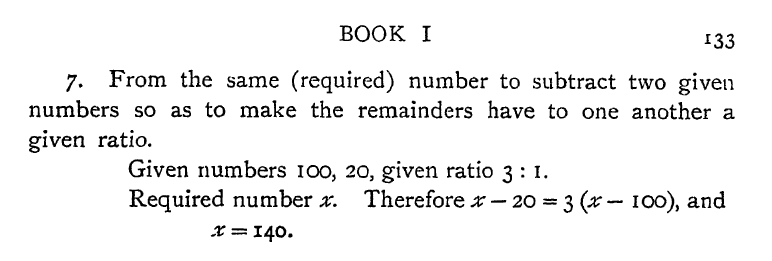 BOOK I
133
7. From the same (required) number to subtract two given
numbers so as to make the remainders have to one another a
given ratio.
Given numbers 100, 20, given ratio 3 : 1.
Required number x. Therefore x − 20 = 3 (x − 100), and
x = 140.